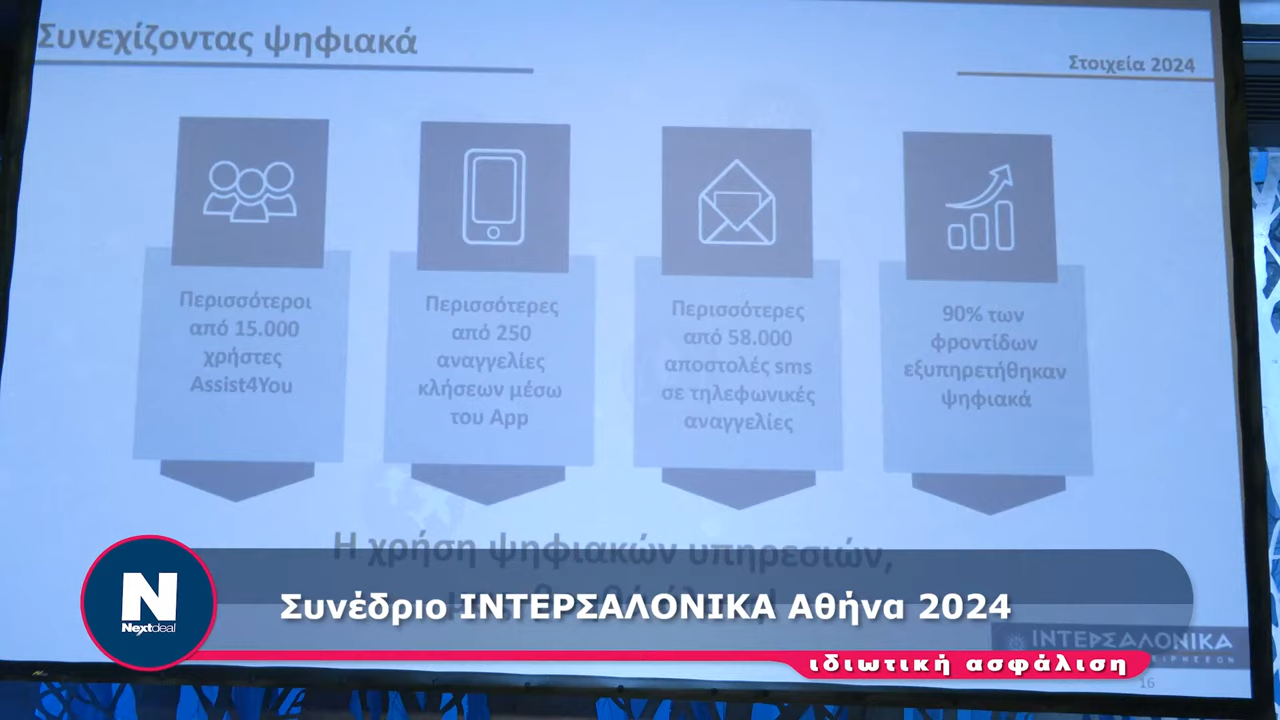 Συνεχίζοντας ψηφιακά
Στοιχεία 2024
Περισσότεροι
από 15.000
χρήστες
Assist4You
Περισσότερες
από 250
αναγγελίες
κλήσεων μέσω
του App
Περισσότερες
από 58.000
αποστολές sms
σε τηλεφωνικές
αναγγελίες
90% των
φροντίδων
εξυπηρετήθηκαν
ψηφιακά
Η χρήση ψηφιακών υπηρεσιών,
N
Nextdeal
Συνέδριο ΙΝΤΕΡΣΑΛΟΝΙΚΑ Αθήνα 2024
ΙΝΤΕΡΣΑΛΟΝΙΚΑ
ιδιωτική ασφάλιση
16